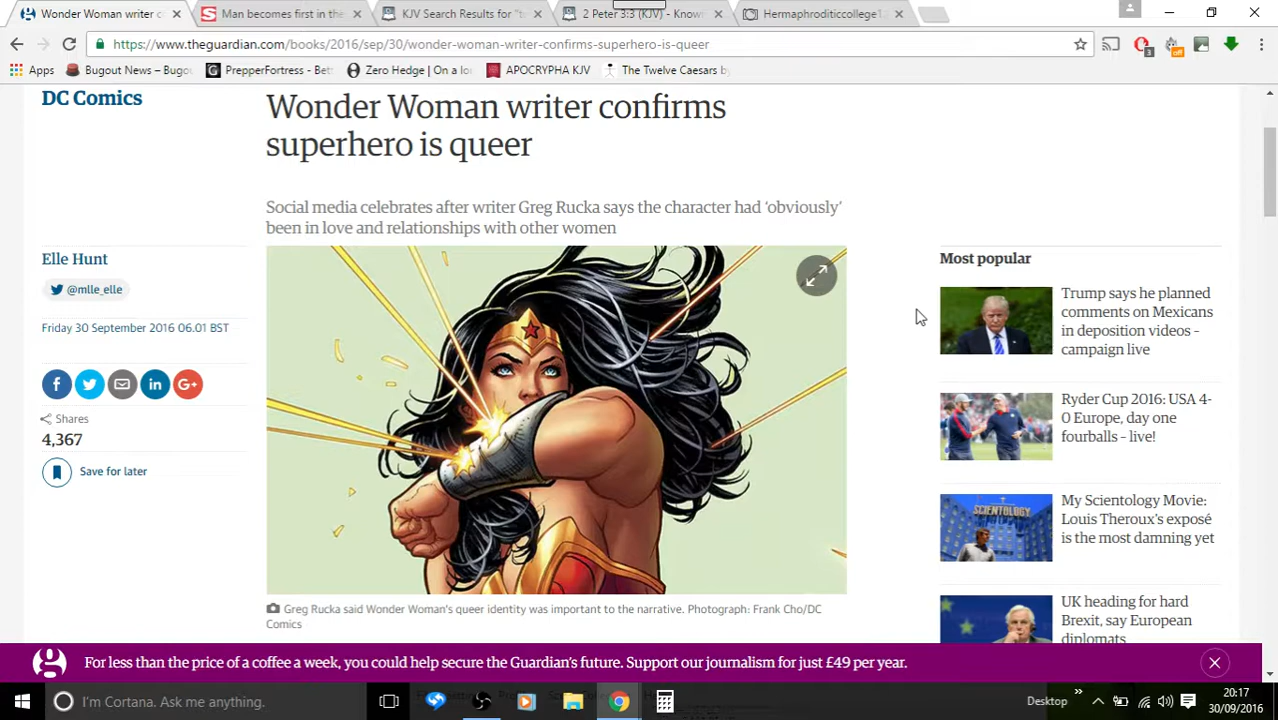 Wonder Woman writer c
Man becomes first in the
KJV Search Results for "t
2 Peter 3:3 (KJV) - Know
Hermaphroditiccollege1
https://www.theguardian.com/books/2016/sep/30/wonder-woman-writer-confirms-superhero-is-queer
3
off
Apps
Bugout News – Bugo
PrepperFortress - Bet
Zero Hedge | On a lo
APOCRYPHA KJV
The Twelve Caesars by
DC Comics
Wonder Woman writer confirms
superhero is queer
Social media celebrates after writer Greg Rucka says the character had ‘obviously’
been in love and relationships with other women
Elle Hunt
@mlle_elle
Friday 30 September 2016 06.01 BST
Shares
4,367
Save for later
Greg Rucka said Wonder Woman’s queer identity was important to the narrative. Photograph: Frank Cho/DC
Comics
Most popular
Trump says he planned
comments on Mexicans
in deposition videos –
campaign live
Ryder Cup 2016: USA 4-
0 Europe, day one
fourballs – live!
SCIENTOLOGY
My Scientology Movie:
Louis Theroux’s exposé
is the most damning yet
UK heading for hard
Brexit, say European
diplomats
For less than the price of a coffee a week, you could help secure the Guardian’s future. Support our journalism for just £49 per year.
I'm Cortana. Ask me anything.
Desktop
20:17
30/09/2016